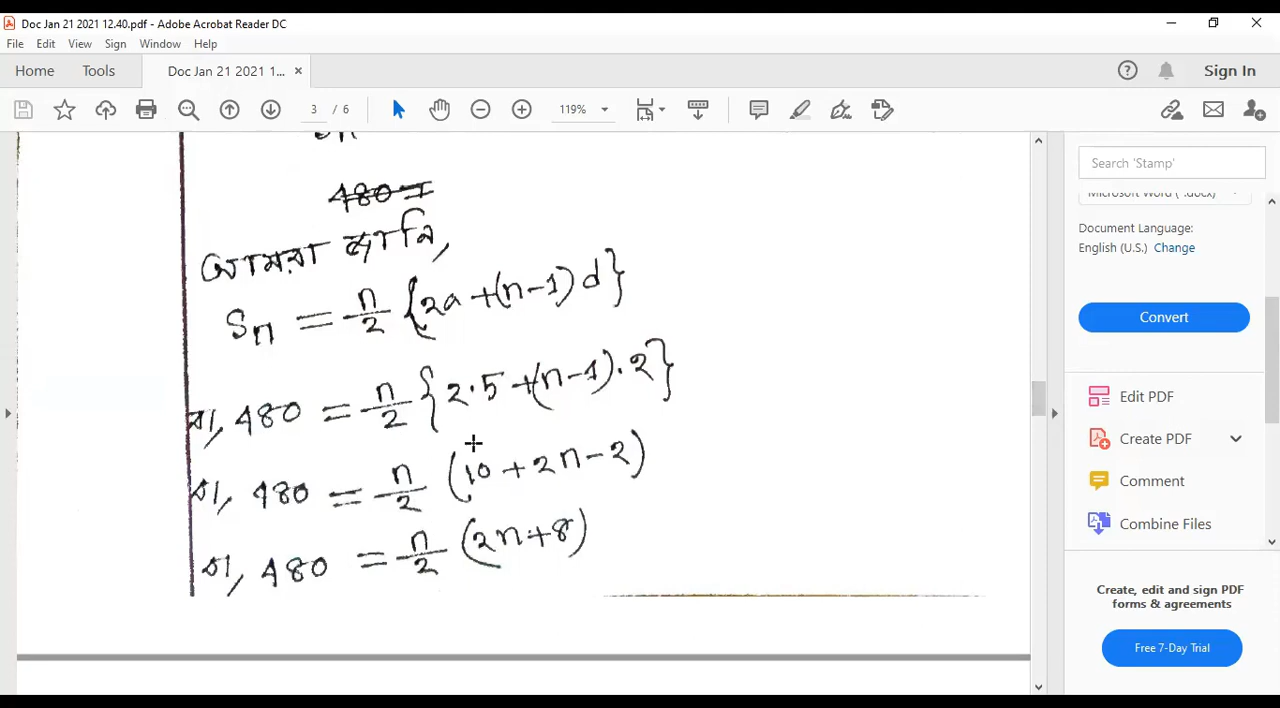 Doc Jan 21 2021 12.40.pdf - Adobe Acrobat Reader DC
File Edit View Sign Window Help
Home Tools Doc Jan 21 2021 1... × Sign In
3 / 6 119%
Search 'Stamp'
Microsoft Word (*.docx)
Document Language:
English (U.S.) Change
Convert
Edit PDF
Create PDF
Comment
Combine Files
Create, edit and sign PDF
forms & agreements
Free 7-Day Trial
Sn
480 =
আমরা জানি,
Sn = n/2 {2a+(n-1)d}
বা, 480 = n/2 {2·5+(n-1)·2}
বা, 480 = n/2 (10+2n-2)
বা, 480 = n/2 (2n+8)